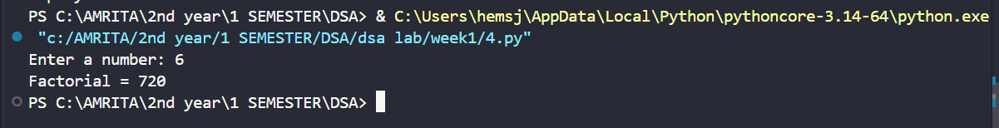 PS C:\AMRITA\2nd year\1 SEMESTER\DSA> & C:\Users\hemsj\AppData\Local\Python\pythoncore-3.14-64\python.exe
"c:/AMRITA/2nd year/1 SEMESTER/DSA/dsa lab/week1/4.py"
Enter a number: 6
Factorial = 720
PS C:\AMRITA\2nd year\1 SEMESTER\DSA>